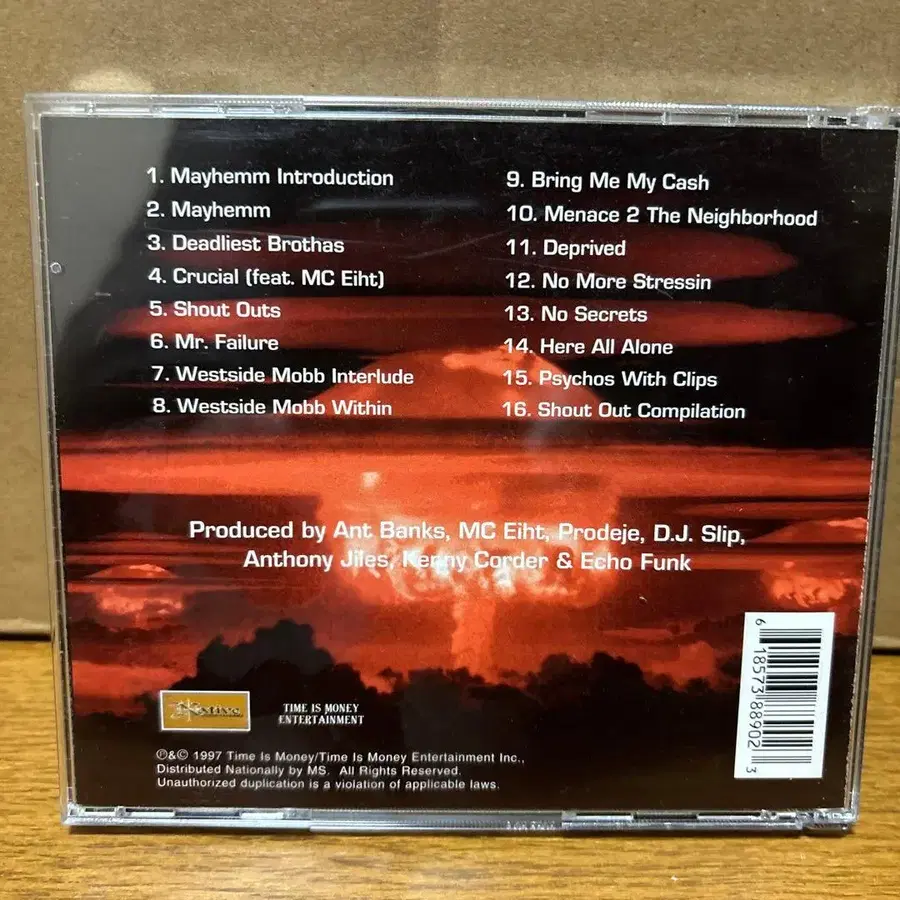 1. Mayhemm Introduction
2. Mayhemm
3. Deadliest Brothas
4. Crucial (feat. MC Eiht)
5. Shout Outs
6. Mr. Failure
7. Westside Mobb Interlude
8. Westside Mobb Within
9. Bring Me My Cash
10. Menace 2 The Neighborhood
11. Deprived
12. No More Stressin
13. No Secrets
14. Here All Alone
15. Psychos With Clips
16. Shout Out Compilation
Produced by Ant Banks, MC Eiht, Prodeje, D.J. Slip,
Anthony Jiles, Kenny Corder & Echo Funk
TIME IS MONEY
ENTERTAINMENT
℗&© 1997 Time Is Money/Time Is Money Entertainment Inc.,
Distributed Nationally by MS. All Rights Reserved.
Unauthorized duplication is a violation of applicable laws.
6 18573 88902 3